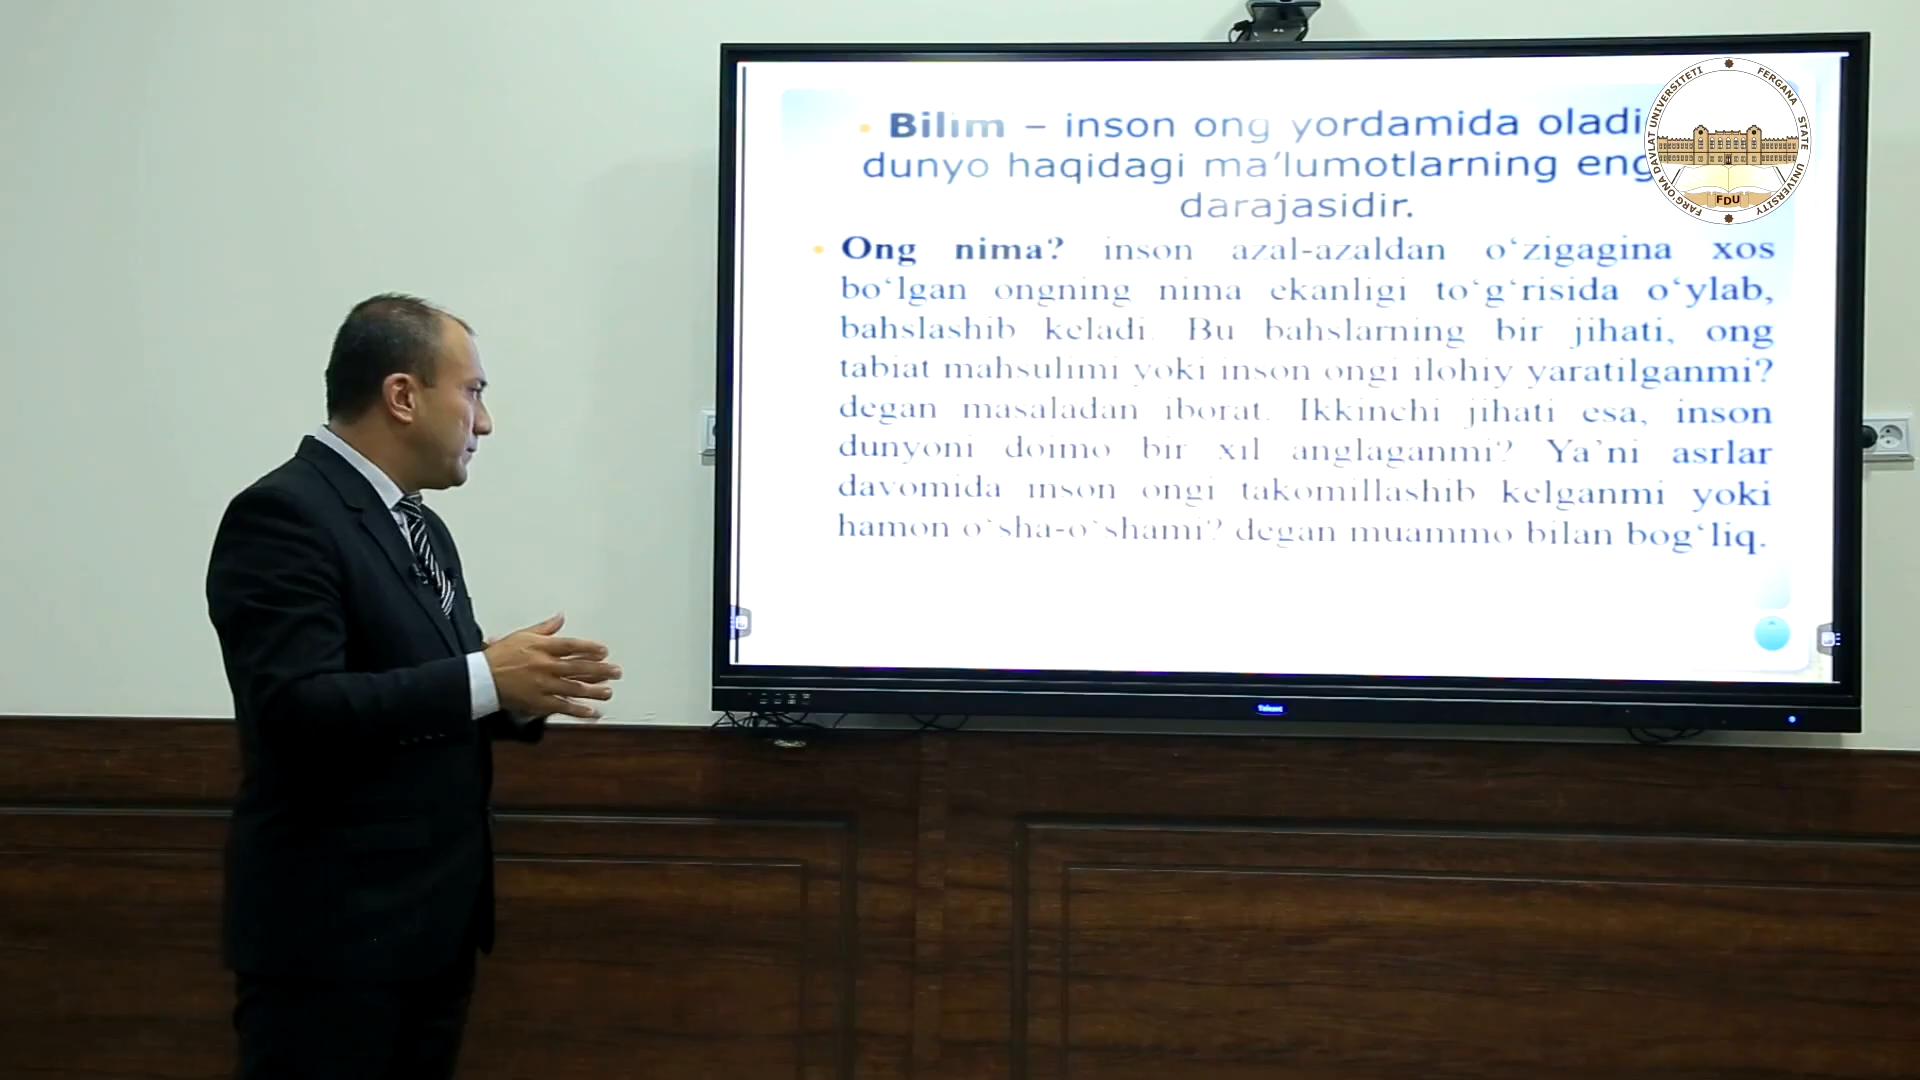 Bilim – inson ong yordamida oladi
dunyo haqidagi ma’lumotlarning eng
darajasidir.
Ong nima? inson azal-azaldan o‘zigagina xos
bo‘lgan ongning nima ekanligi to‘g‘risida o‘ylab,
bahslashib keladi. Bu bahslarning bir jihati, ong
tabiat mahsulimi yoki inson ongi ilohiy yaratilganmi?
degan masaladan iborat. Ikkinchi jihati esa, inson
dunyoni doimo bir xil anglaganmi? Ya’ni asrlar
davomida inson ongi takomillashib kelganmi yoki
hamon o‘sha-o‘shami? degan muammo bilan bog‘liq.
FARG‘ONA DAVLAT UNIVERSITETI
FERGANA STATE UNIVERSITY
FDU